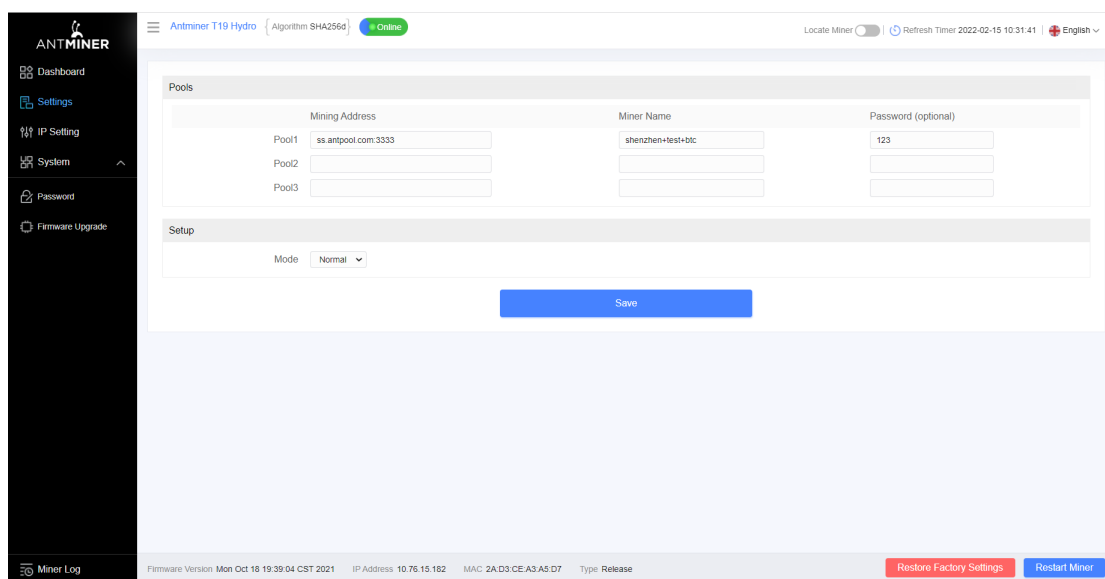 ANTMINER
Antminer T19 Hydro { Algorithm SHA256d } Online
Locate Miner Refresh Timer 2022-02-15 10:31:41 English
Dashboard
Settings
IP Setting
System
Password
Firmware Upgrade
Miner Log
Pools
Mining Address Miner Name Password (optional)
Pool1 ss.antpool.com:3333 shenzhen+test+btc 123
Pool2
Pool3
Setup
Mode Normal
Save
Firmware Version Mon Oct 18 19:39:04 CST 2021 IP Address 10.76.15.182 MAC 2A:D3:CE:A3:A5:D7 Type Release
Restore Factory Settings Restart Miner